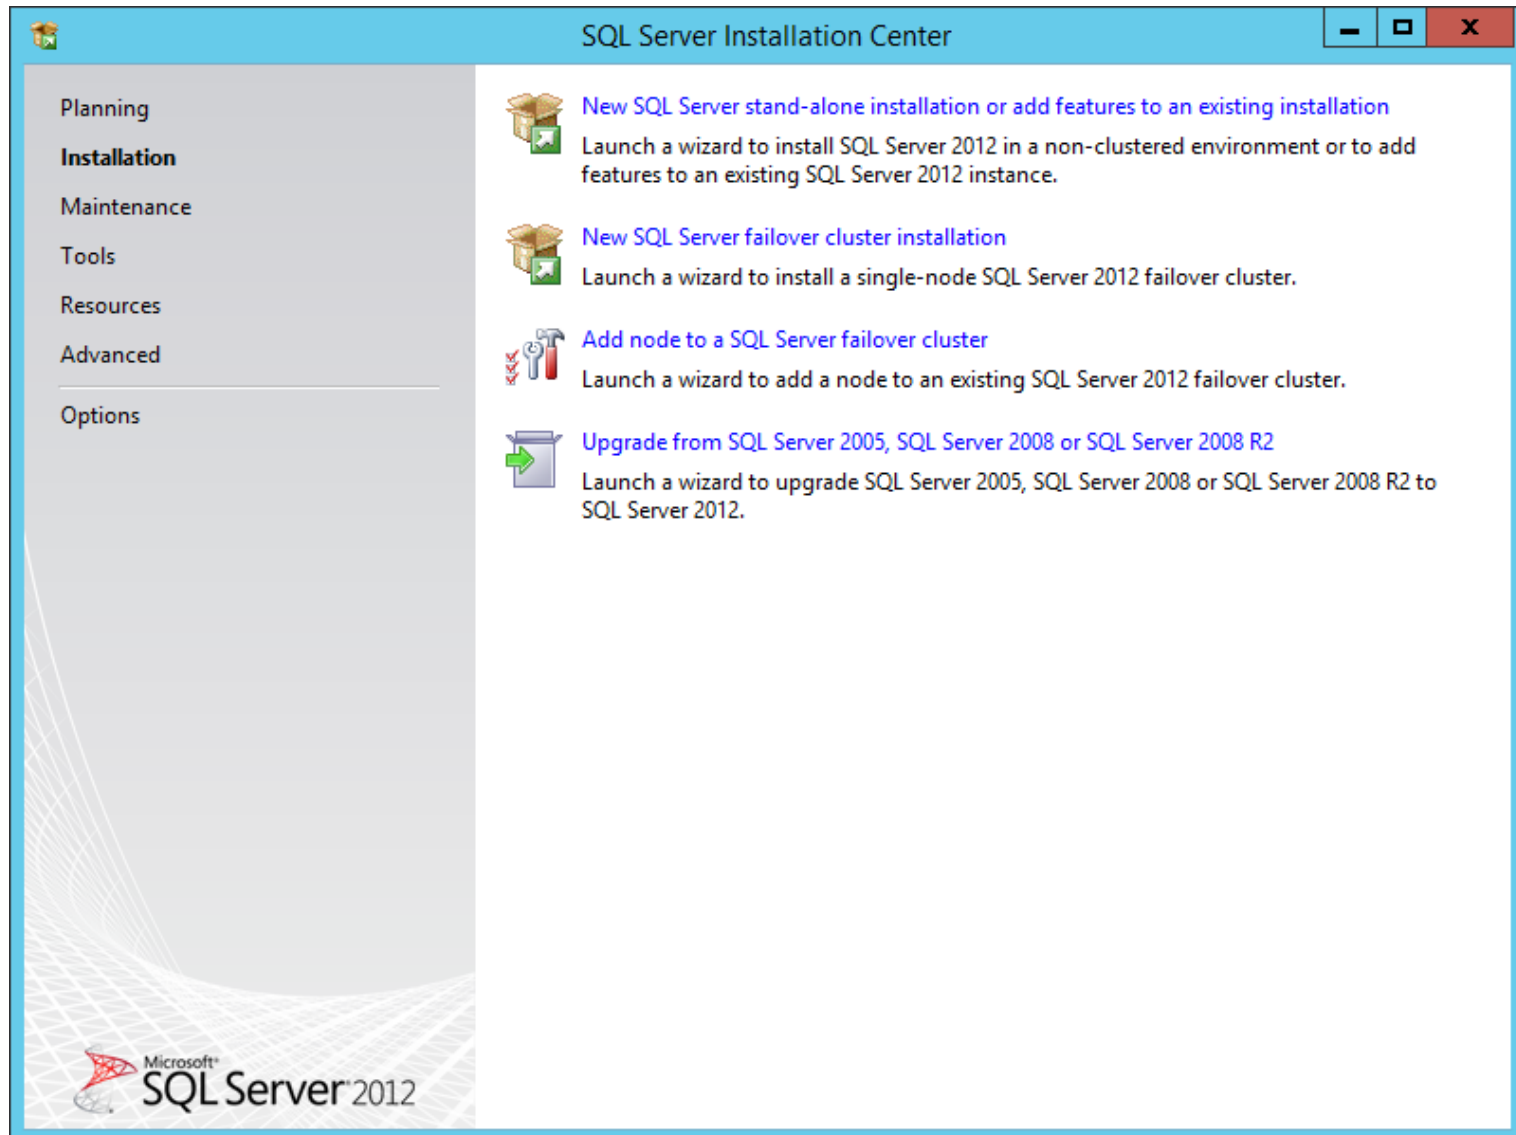 SQL Server Installation Center
Planning
Installation
Maintenance
Tools
Resources
Advanced
Options
New SQL Server stand-alone installation or add features to an existing installation
Launch a wizard to install SQL Server 2012 in a non-clustered environment or to add
features to an existing SQL Server 2012 instance.
New SQL Server failover cluster installation
Launch a wizard to install a single-node SQL Server 2012 failover cluster.
Add node to a SQL Server failover cluster
Launch a wizard to add a node to an existing SQL Server 2012 failover cluster.
Upgrade from SQL Server 2005, SQL Server 2008 or SQL Server 2008 R2
Launch a wizard to upgrade SQL Server 2005, SQL Server 2008 or SQL Server 2008 R2 to
SQL Server 2012.
Microsoft®
SQL Server® 2012